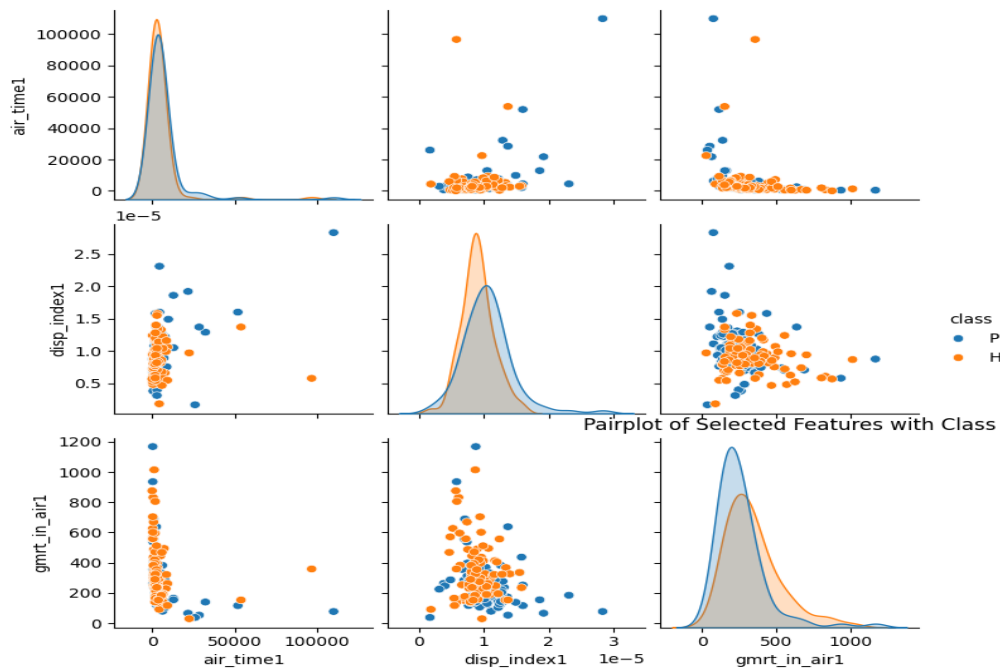 air_time1
100000
80000
60000
40000
20000
0
1e−5
disp_index1
2.5
2.0
1.5
1.0
0.5
class
P
H
Pairplot of Selected Features with Class
gmrt_in_air1
1200
1000
800
600
400
200
0
0 50000 100000
air_time1
0 1 2 3
1e−5
disp_index1
0 500 1000
gmrt_in_air1